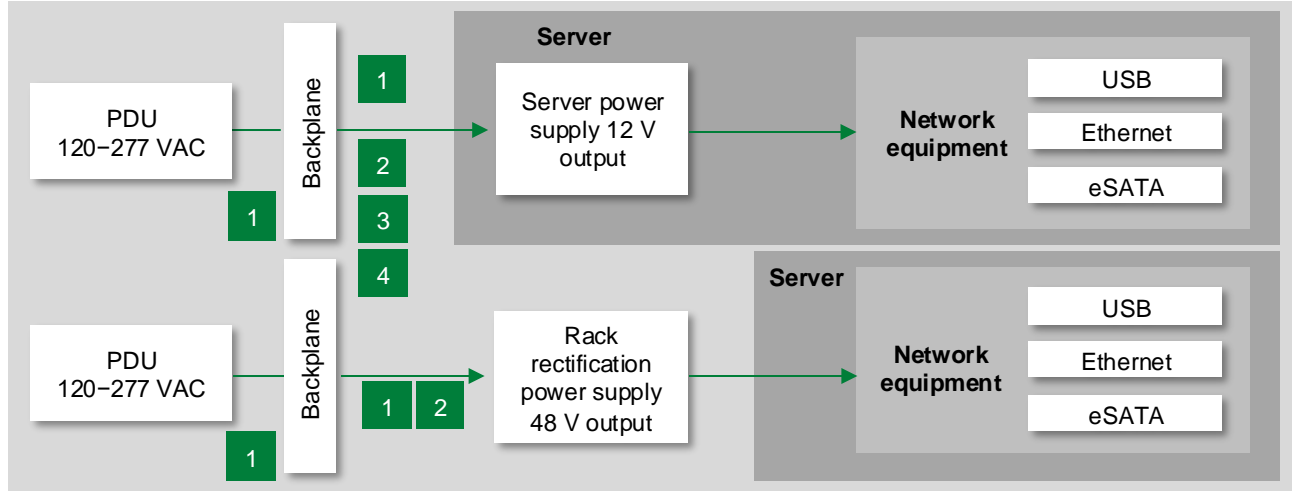 Server
PDU
120−277 VAC
1
Backplane
1
2
3
4
Server power
supply 12 V
output
Network
equipment
USB
Ethernet
eSATA
Server
PDU
120−277 VAC
1
Backplane
1
2
Rack
rectification
power supply
48 V output
Network
equipment
USB
Ethernet
eSATA